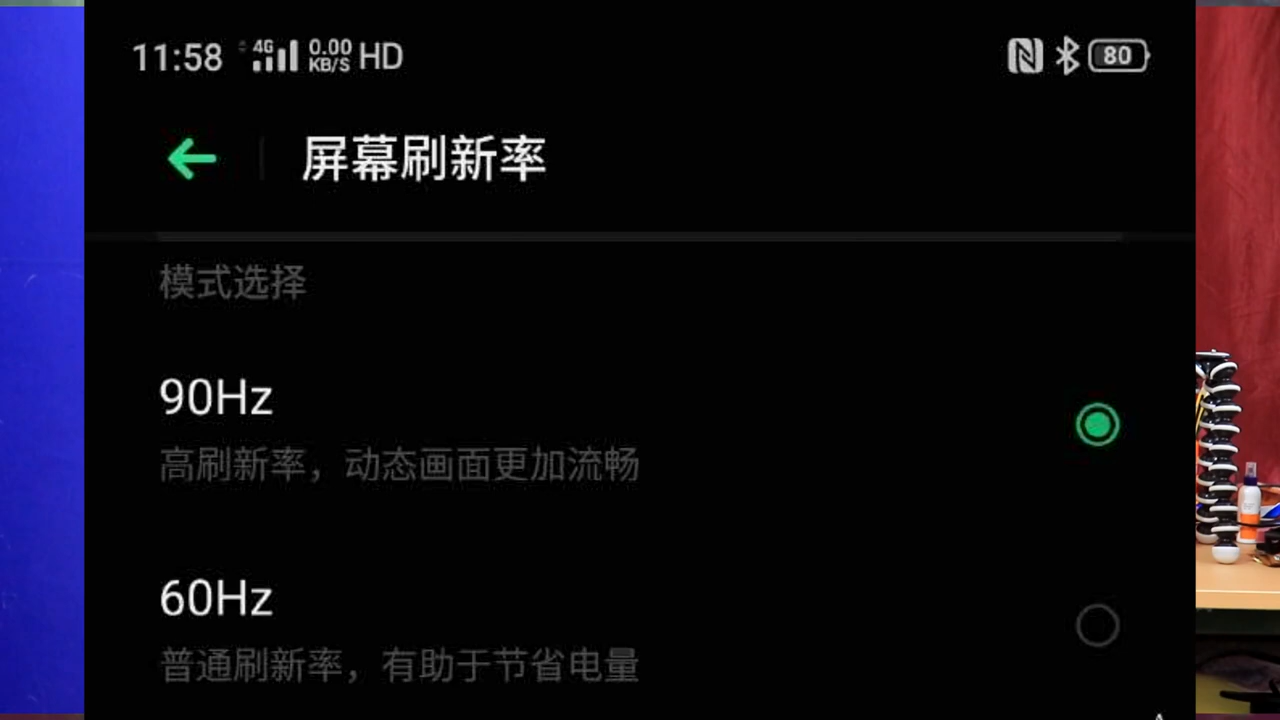 11:58 4G 0.00 KB/S HD 80
屏幕刷新率
模式选择
90Hz
高刷新率，动态画面更加流畅
60Hz
普通刷新率，有助于节省电量